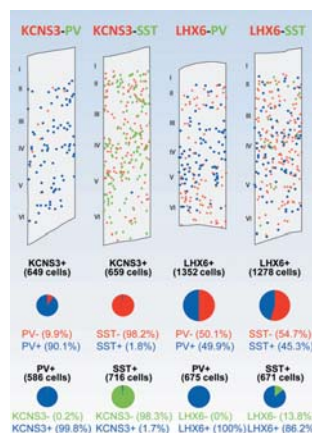 KCNS3-PV KCNS3-SST LHX6-PV LHX6-SST
I I I I
II II II II
III III III III
IV IV IV IV
V V V V
VI VI VI VI
KCNS3+ KCNS3+ LHX6+ LHX6+
(649 cells) (659 cells) (1352 cells) (1278 cells)
PV- (9.9%) SST- (98.2%) PV- (50.1%) SST- (54.7%)
PV+ (90.1%) SST+ (1.8%) PV+ (49.9%) SST+ (45.3%)
PV+ SST+ PV+ SST+
(586 cells) (716 cells) (675 cells) (671 cells)
KCNS3- (0.2%) KCNS3- (98.3%) LHX6- (0%) LHX6- (13.8%)
KCNS3+ (99.8%) KCNS3+ (1.7%) LHX6+ (100%) LHX6+ (86.2%)